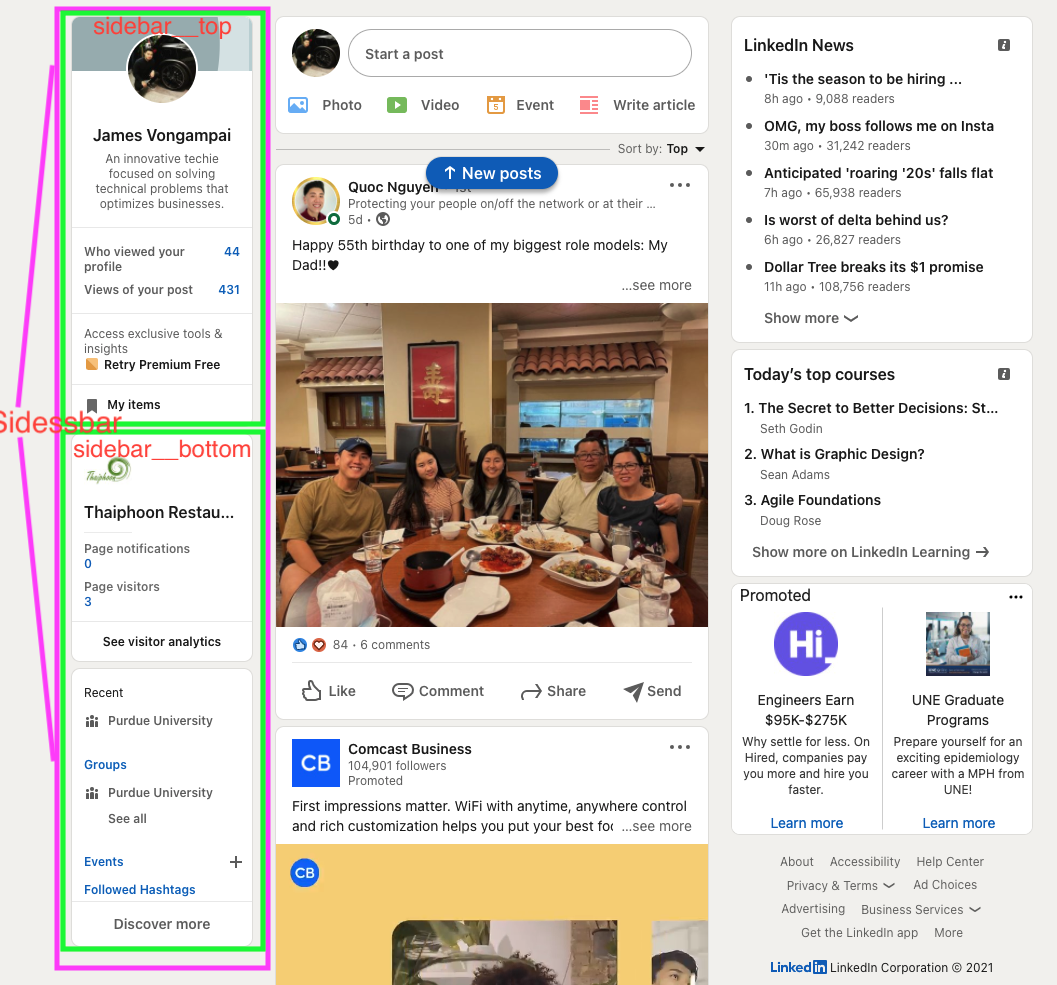 sidebar__top
James Vongampai
An innovative techie
focused on solving
technical problems that
optimizes businesses.
Who viewed your
profile
44
Views of your post 431
Access exclusive tools &
insights
Retry Premium Free
My items
Sidessbar
sidebar__bottom
Thaiphoon
Thaiphoon Restau...
Page notifications
0
Page visitors
3
See visitor analytics
Recent
Purdue University
Groups
Purdue University
See all
Events
Followed Hashtags
Discover more
Start a post
Photo Video Event Write article
5
Sort by: Top
↑ New posts
Quoc Nguyen • 1st
Protecting your people on/off the network or at their ...
5d •
Happy 55th birthday to one of my biggest role models: My
Dad!!🖤
...see more
84 • 6 comments
Like Comment Share Send
CB
Comcast Business
104,901 followers
Promoted
First impressions matter. WiFi with anytime, anywhere control
and rich customization helps you put your best foc ...see more
CB
LinkedIn News
'Tis the season to be hiring ...
8h ago • 9,088 readers
OMG, my boss follows me on Insta
30m ago • 31,242 readers
Anticipated 'roaring '20s' falls flat
7h ago • 65,938 readers
Is worst of delta behind us?
6h ago • 26,827 readers
Dollar Tree breaks its $1 promise
11h ago • 108,756 readers
Show more
Today’s top courses
1. The Secret to Better Decisions: St...
Seth Godin
2. What is Graphic Design?
Sean Adams
3. Agile Foundations
Doug Rose
Show more on LinkedIn Learning →
Promoted
Hi
Engineers Earn
$95K-$275K
Why settle for less. On
Hired, companies pay
you more and hire you
faster.
Learn more
UNE Graduate
Programs
Prepare yourself for an
exciting epidemiology
career with a MPH from
UNE!
Learn more
About Accessibility Help Center
Privacy & Terms Ad Choices
Advertising Business Services
Get the LinkedIn app More
LinkedIn LinkedIn Corporation © 2021